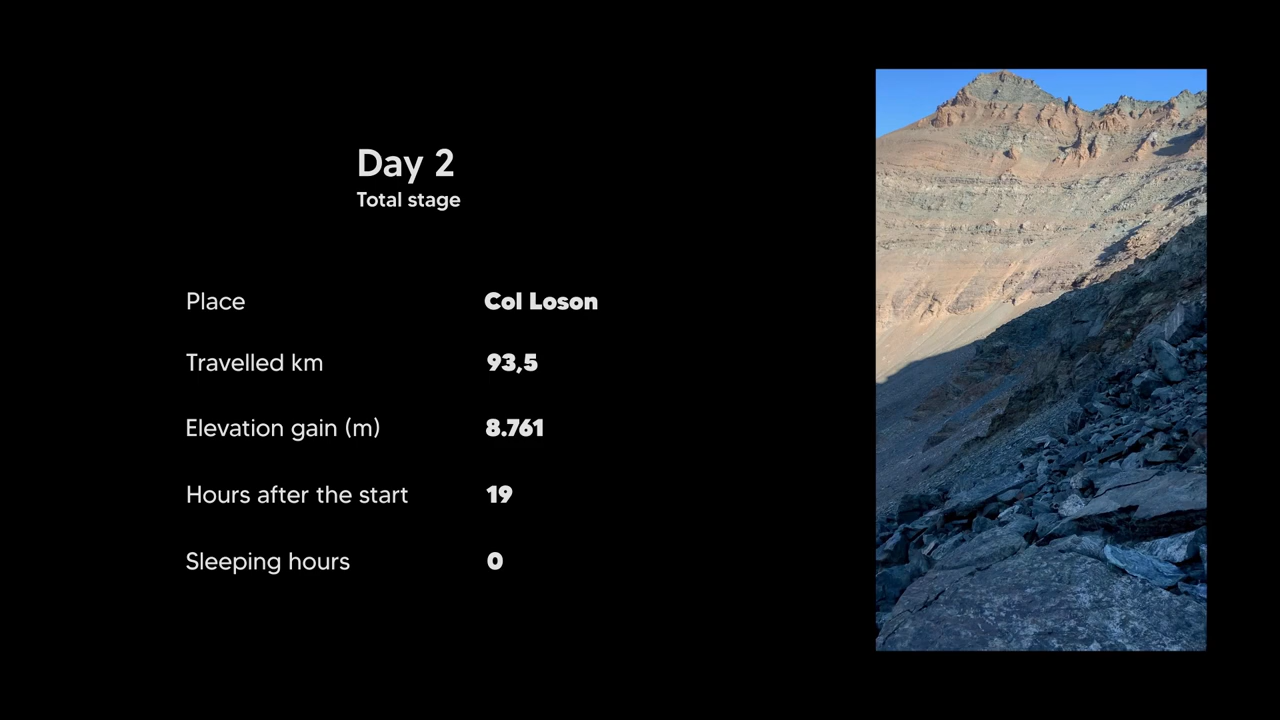 Day 2
Total stage
Place Col Loson
Travelled km 93,5
Elevation gain (m) 8.761
Hours after the start 19
Sleeping hours 0